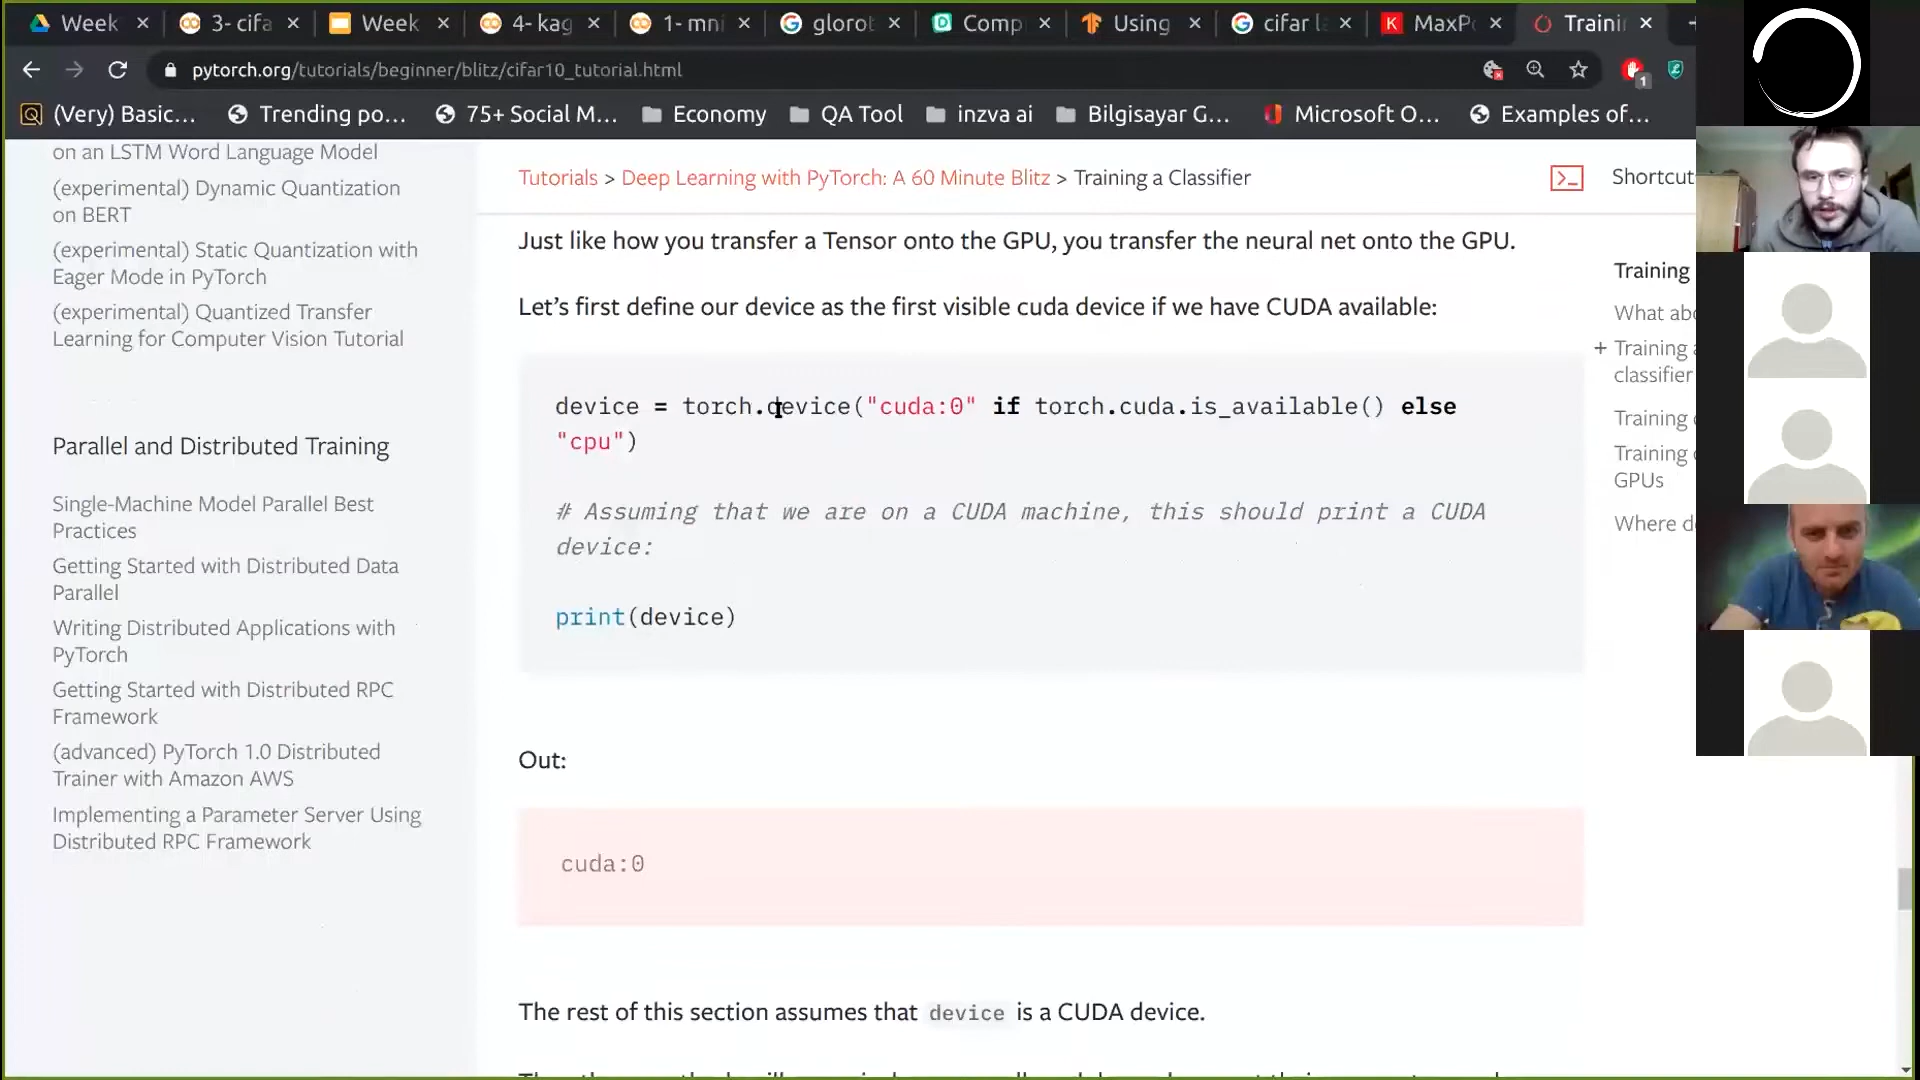 Week
3- cifa
Week
4- kag
1- mni
glorot
Comp
Using
cifar l
MaxPo
Traini
pytorch.org/tutorials/beginner/blitz/cifar10_tutorial.html
1
(Very) Basic...
Trending po...
75+ Social M...
Economy
QA Tool
inzva ai
Bilgisayar G...
Microsoft O...
Examples of...
on an LSTM Word Language Model
(experimental) Dynamic Quantization
on BERT
(experimental) Static Quantization with
Eager Mode in PyTorch
(experimental) Quantized Transfer
Learning for Computer Vision Tutorial
Parallel and Distributed Training
Single-Machine Model Parallel Best
Practices
Getting Started with Distributed Data
Parallel
Writing Distributed Applications with
PyTorch
Getting Started with Distributed RPC
Framework
(advanced) PyTorch 1.0 Distributed
Trainer with Amazon AWS
Implementing a Parameter Server Using
Distributed RPC Framework
Tutorials > Deep Learning with PyTorch: A 60 Minute Blitz > Training a Classifier
Just like how you transfer a Tensor onto the GPU, you transfer the neural net onto the GPU.
Let's first define our device as the first visible cuda device if we have CUDA available:
device = torch.device("cuda:0" if torch.cuda.is_available() else
"cpu")
# Assuming that we are on a CUDA machine, this should print a CUDA
device:
print(device)
Out:
cuda:0
The rest of this section assumes that device is a CUDA device.
>_ Shortcut
Training
What abo
+ Training a
classifier
Training
Training
GPUs
Where d